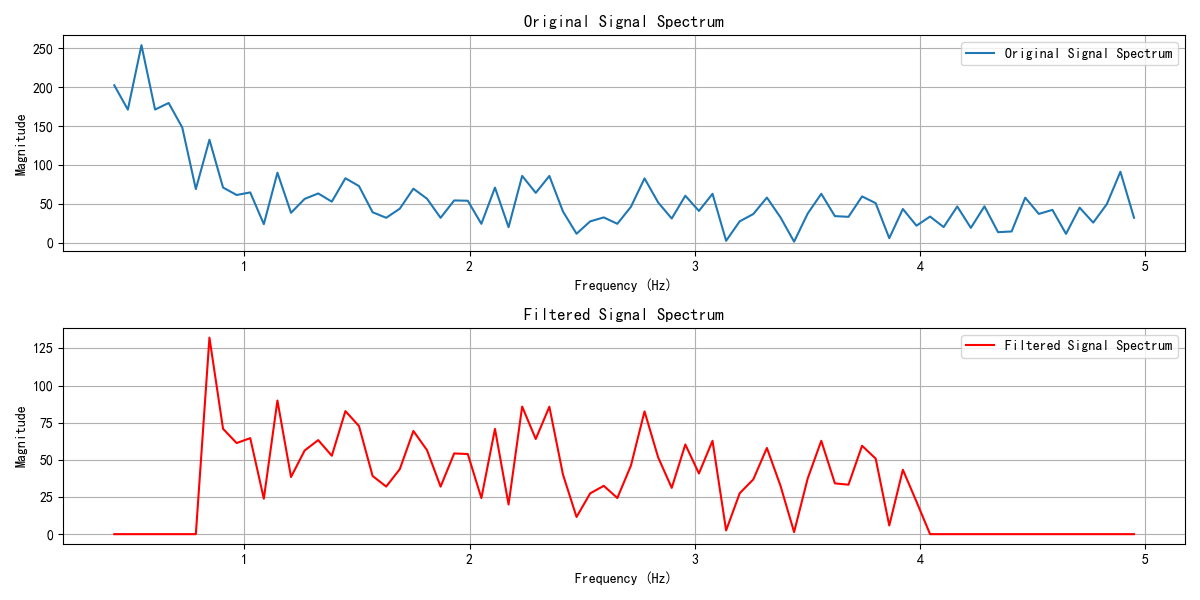 Original Signal Spectrum
250
200
150
100
50
0
Magnitude
Original Signal Spectrum
1
2
3
4
5
Frequency (Hz)
Filtered Signal Spectrum
125
100
75
50
25
0
Magnitude
Filtered Signal Spectrum
1
2
3
4
5
Frequency (Hz)